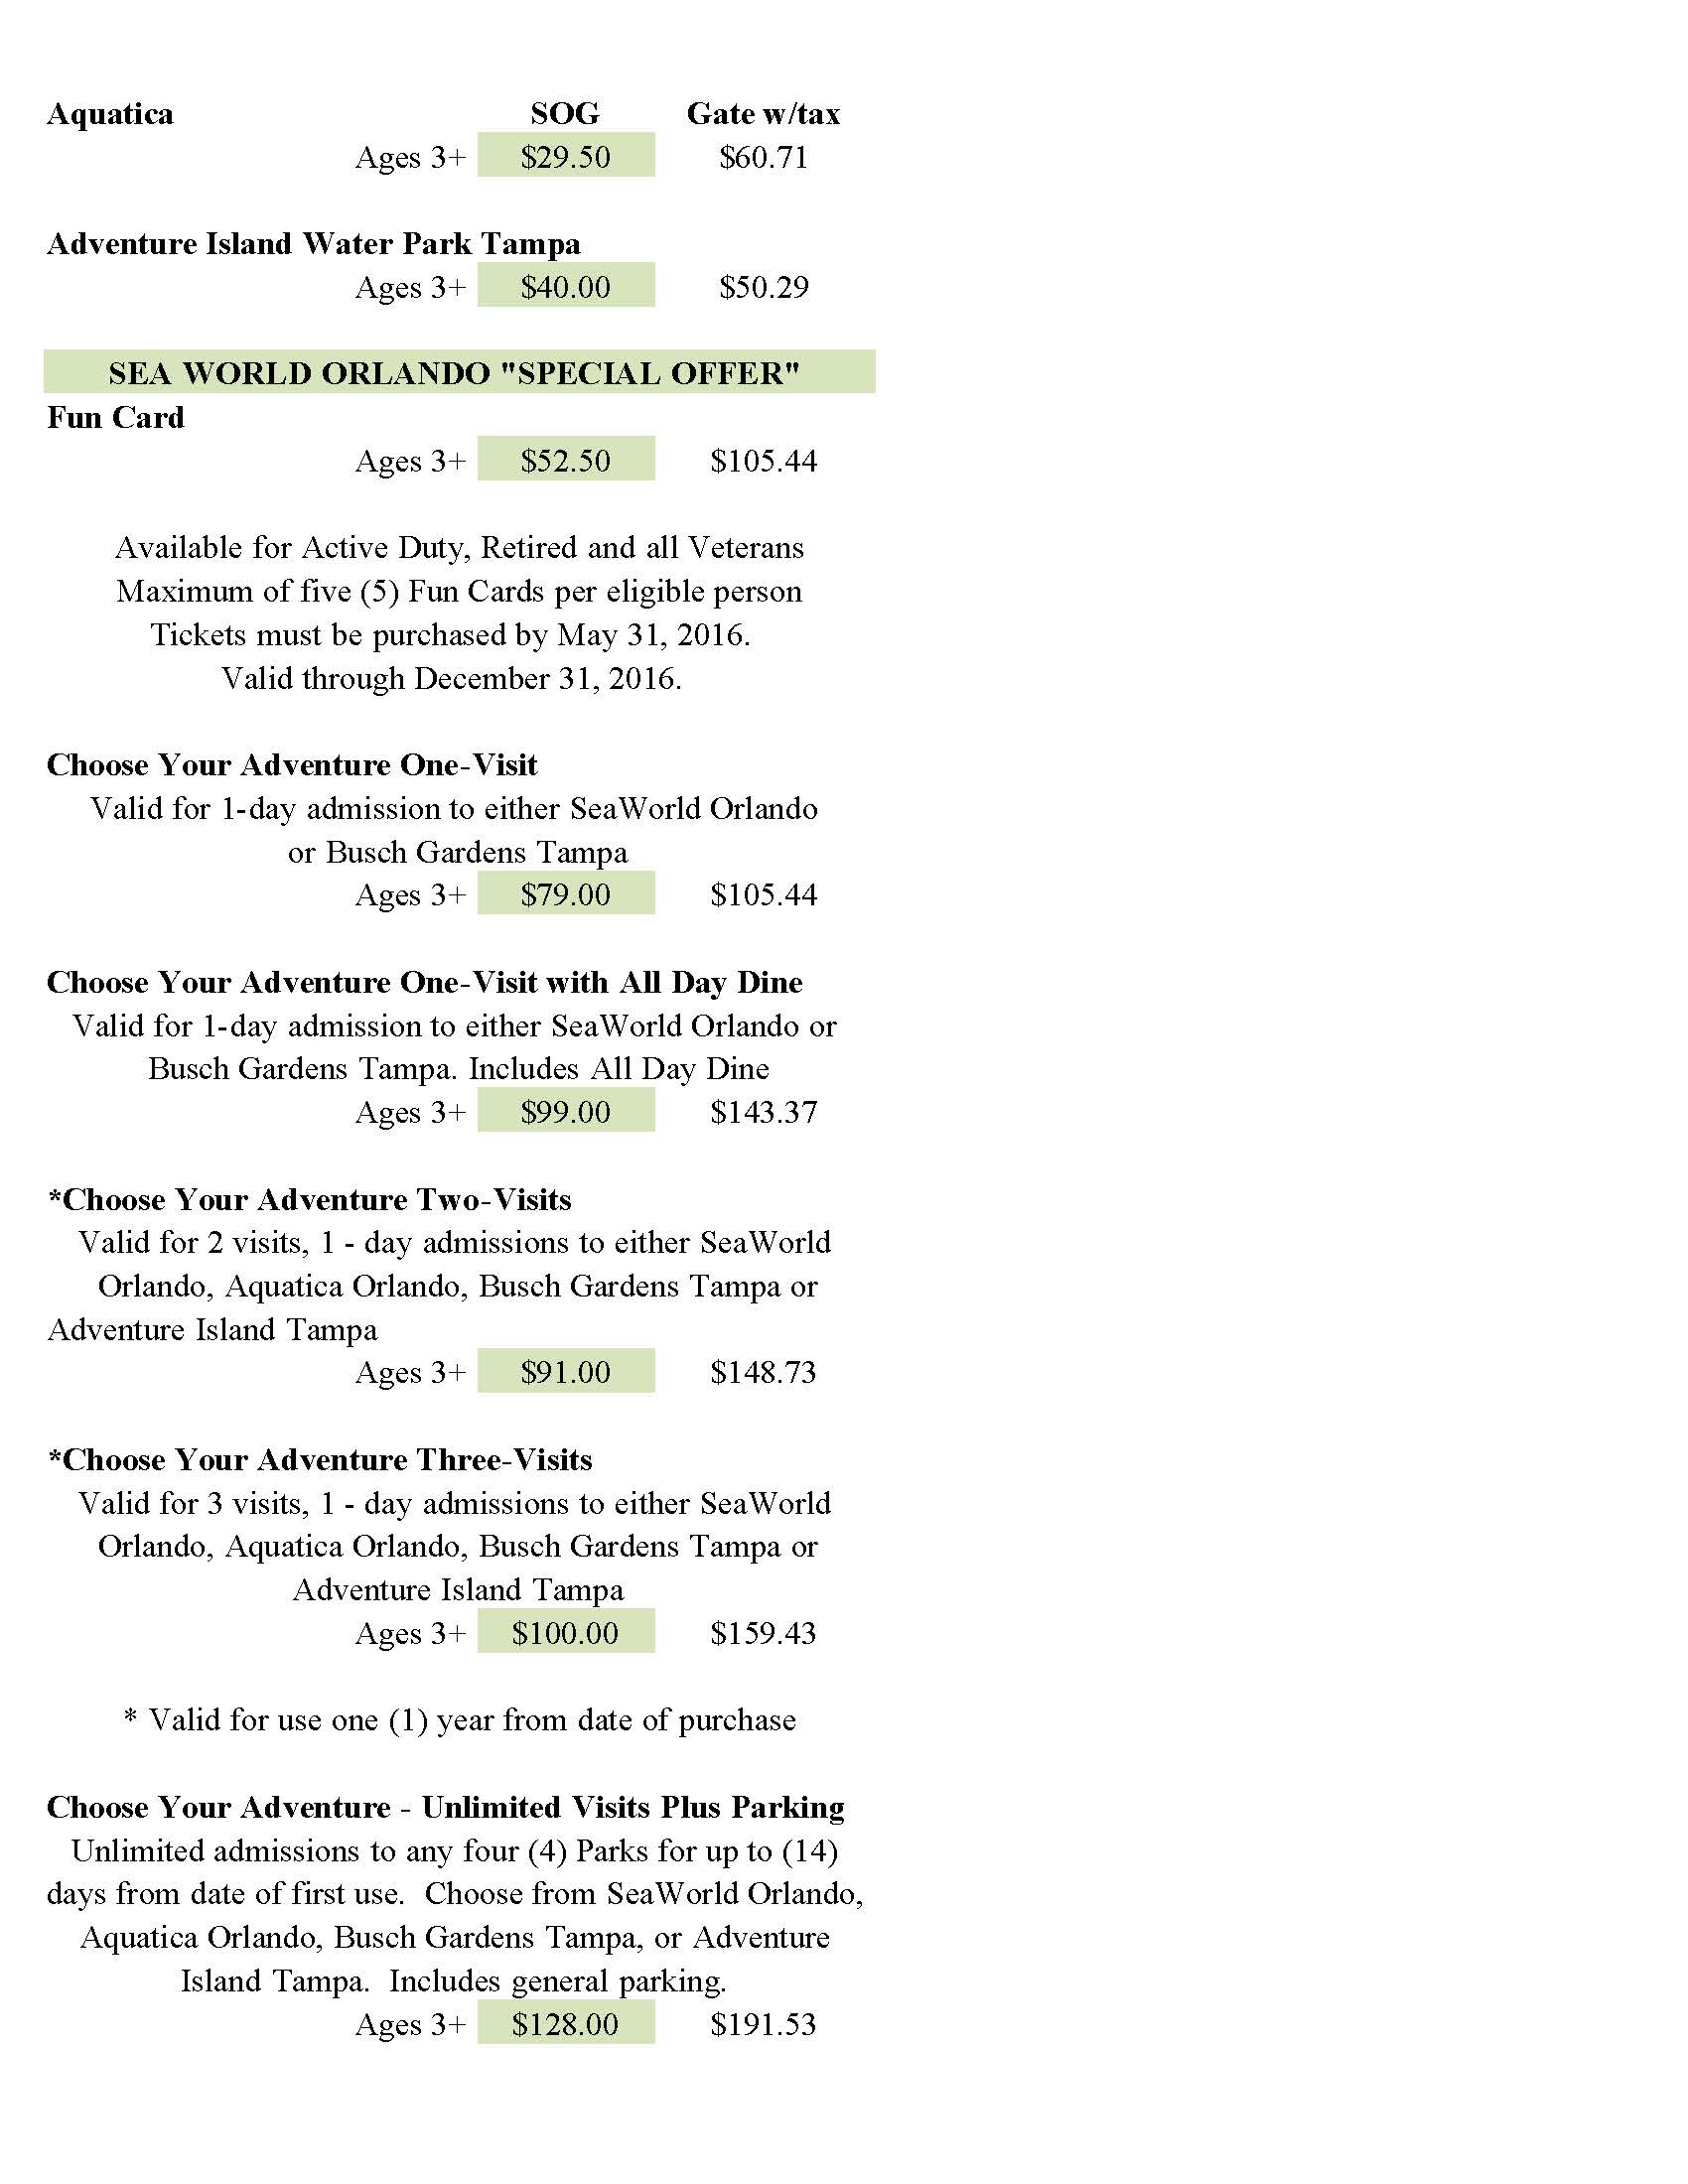 Aquatica SOG Gate w/tax
Ages 3+ $29.50 $60.71
Adventure Island Water Park Tampa
Ages 3+ $40.00 $50.29
SEA WORLD ORLANDO "SPECIAL OFFER"
Fun Card
Ages 3+ $52.50 $105.44
Available for Active Duty, Retired and all Veterans
Maximum of five (5) Fun Cards per eligible person
Tickets must be purchased by May 31, 2016.
Valid through December 31, 2016.
Choose Your Adventure One-Visit
Valid for 1-day admission to either SeaWorld Orlando
or Busch Gardens Tampa
Ages 3+ $79.00 $105.44
Choose Your Adventure One-Visit with All Day Dine
Valid for 1-day admission to either SeaWorld Orlando or
Busch Gardens Tampa. Includes All Day Dine
Ages 3+ $99.00 $143.37
*Choose Your Adventure Two-Visits
Valid for 2 visits, 1 - day admissions to either SeaWorld
Orlando, Aquatica Orlando, Busch Gardens Tampa or
Adventure Island Tampa
Ages 3+ $91.00 $148.73
*Choose Your Adventure Three-Visits
Valid for 3 visits, 1 - day admissions to either SeaWorld
Orlando, Aquatica Orlando, Busch Gardens Tampa or
Adventure Island Tampa
Ages 3+ $100.00 $159.43
* Valid for use one (1) year from date of purchase
Choose Your Adventure - Unlimited Visits Plus Parking
Unlimited admissions to any four (4) Parks for up to (14)
days from date of first use.  Choose from SeaWorld Orlando,
Aquatica Orlando, Busch Gardens Tampa, or Adventure
Island Tampa.  Includes general parking.
Ages 3+ $128.00 $191.53